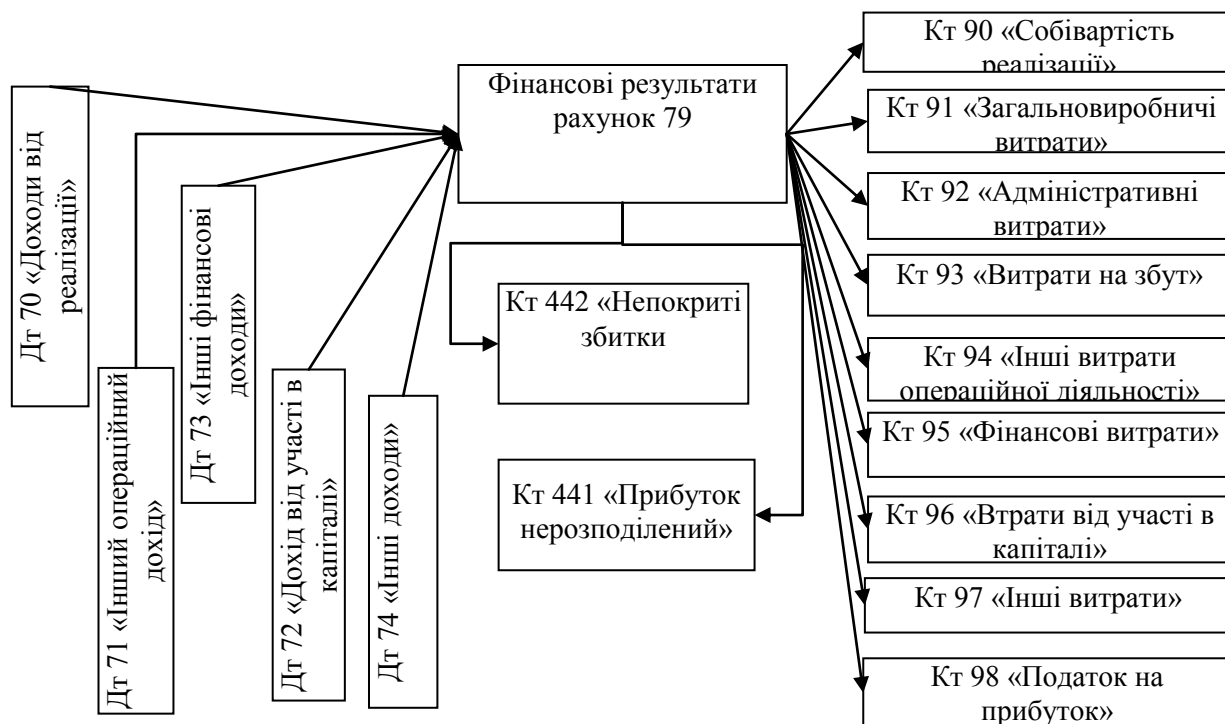 Фінансові результати
рахунок 79
Дт 70 «Доходи від
реалізації»
Дт 71 «Інший операційний
дохід»
Дт 73 «Інші фінансові
доходи»
Дт 72 «Дохід від участі в
капіталі»
Дт 74 «Інші доходи»
Кт 442 «Непокриті
збитки
Кт 441 «Прибуток
нерозподілений»
Кт 90 «Собівартість
реалізації»
Кт 91 «Загальновиробничі
витрати»
Кт 92 «Адміністративні
витрати»
Кт 93 «Витрати на збут»
Кт 94 «Інші витрати
операційної діяльності»
Кт 95 «Фінансові витрати»
Кт 96 «Втрати від участі в
капіталі»
Кт 97 «Інші витрати»
Кт 98 «Податок на
прибуток»